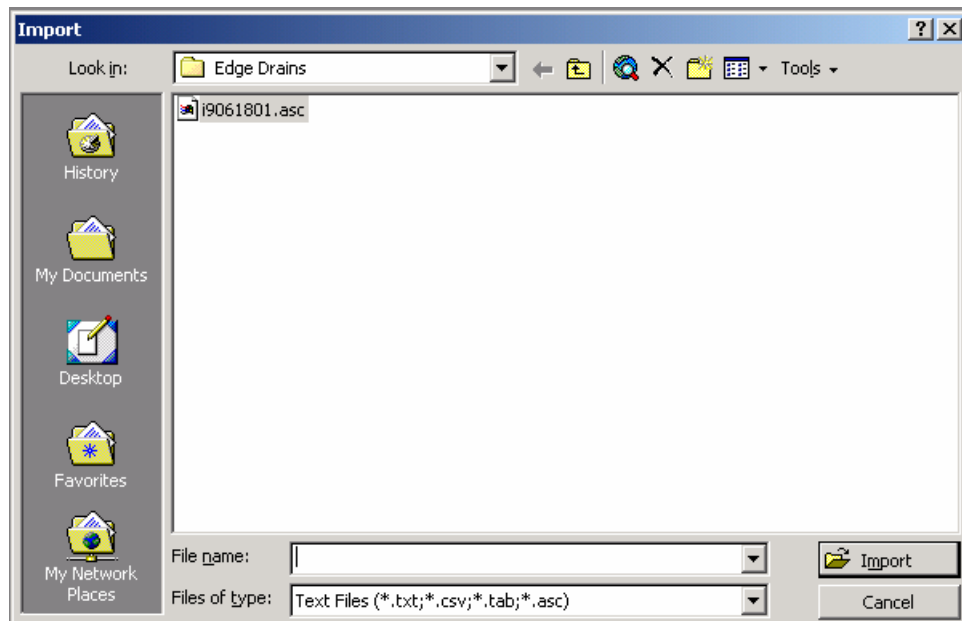 Import
Look in:
Edge Drains
Tools
i9061801.asc
History
My Documents
Desktop
Favorites
My Network
Places
File name:
Import
Files of type:
Text Files (*.txt;*.csv;*.tab;*.asc)
Cancel